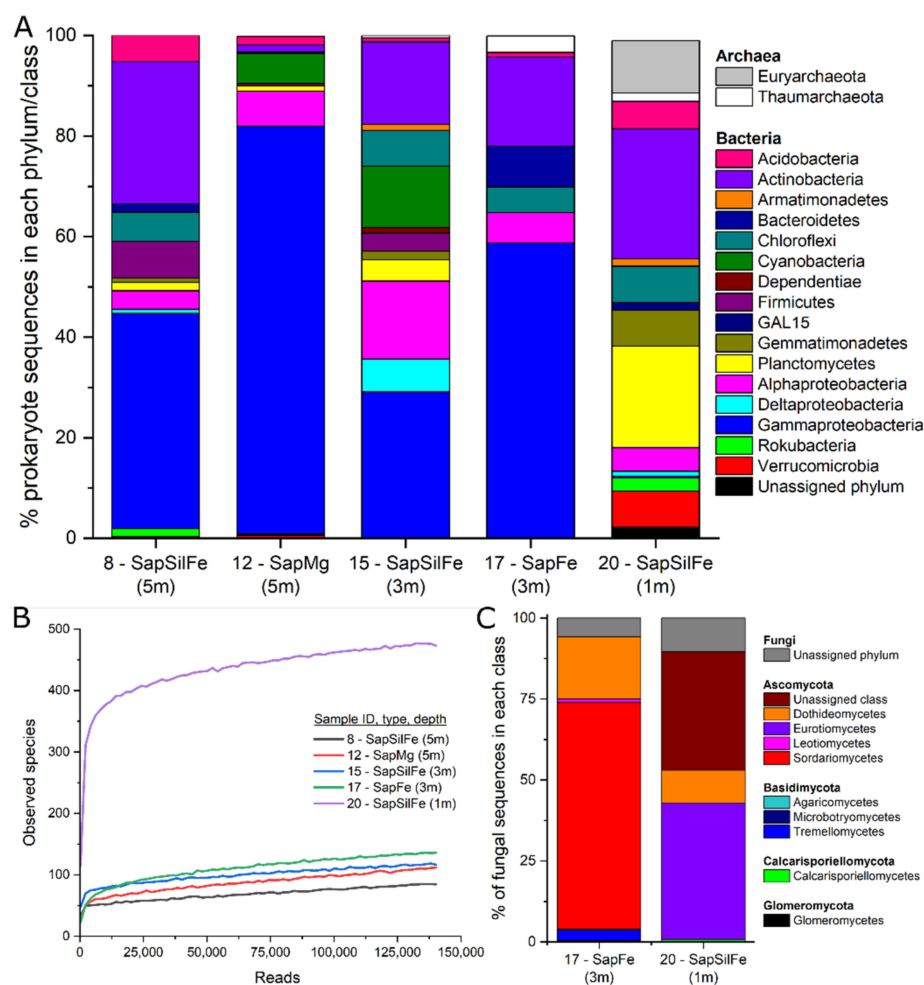 A
% prokaryote sequences in each phylum/class
100
80
60
40
20
0
8 - SapSilFe
(5m)
12 - SapMg
(5m)
15 - SapSilFe
(3m)
17 - SapFe
(3m)
20 - SapSilFe
(1m)
Archaea
Euryarchaeota
Thaumarchaeota
Bacteria
Acidobacteria
Actinobacteria
Armatimonadetes
Bacteroidetes
Chloroflexi
Cyanobacteria
Dependentiae
Firmicutes
GAL15
Gemmatimonadetes
Planctomycetes
Alphaproteobacteria
Deltaproteobacteria
Gammaproteobacteria
Rokubacteria
Verrucomicrobia
Unassigned phylum
B
Observed species
500
400
300
200
100
0
0
25,000
50,000
75,000
100,000
125,000
150,000
Reads
Sample ID, type, depth
8 - SapSilFe (5m)
12 - SapMg (5m)
15 - SapSilFe (3m)
17 - SapFe (3m)
20 - SapSilFe (1m)
C
% of fungal sequences in each class
100
75
50
25
0
17 - SapFe
(3m)
20 - SapSilFe
(1m)
Fungi
Unassigned phylum
Ascomycota
Unassigned class
Dothideomycetes
Eurotiomycetes
Leotiomycetes
Sordariomycetes
Basidimycota
Agaricomycetes
Microbotryomycetes
Tremellomycetes
Calcarisporiellomycota
Calcarisporiellomycetes
Glomeromycota
Glomeromycetes